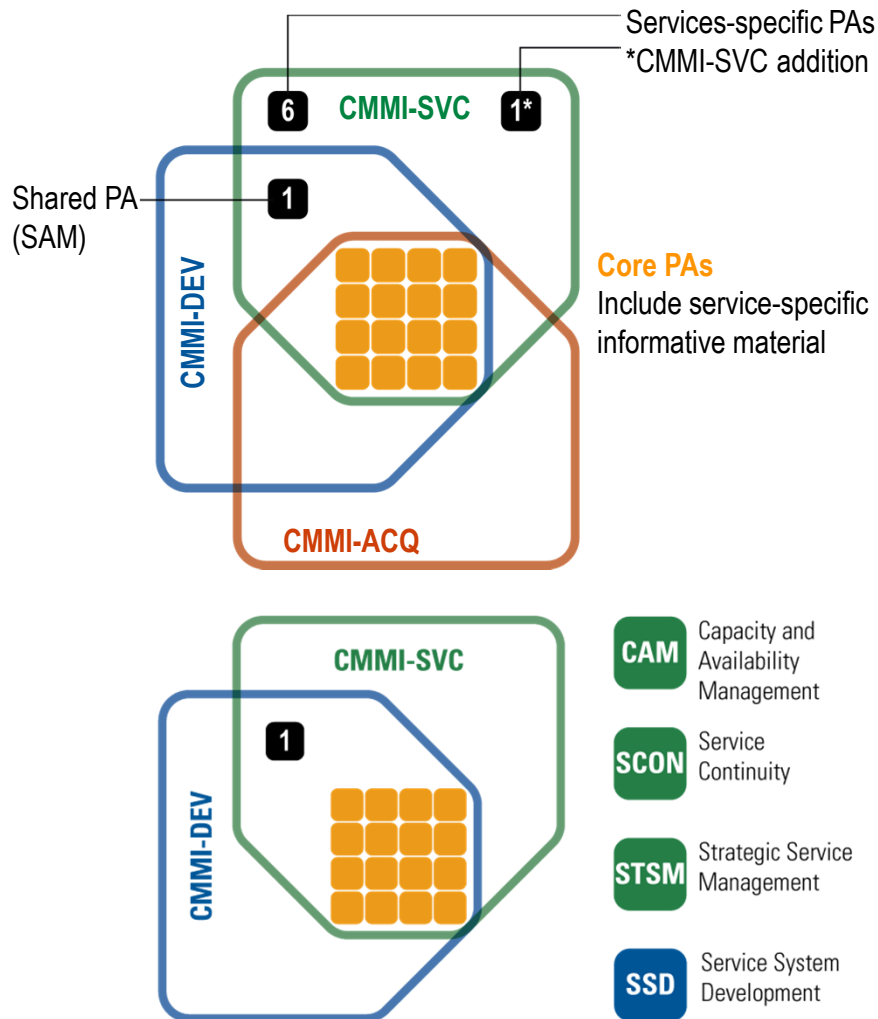 Services-specific PAs
*CMMI-SVC addition
6
CMMI-SVC
1*
Shared PA
(SAM)
1
CMMI-DEV
Core PAs
Include service-specific
informative material
CMMI-ACQ
CMMI-SVC
1
CMMI-DEV
CAM
Capacity and
Availability
Management
SCON
Service
Continuity
STSM
Strategic Service
Management
SSD
Service System
Development